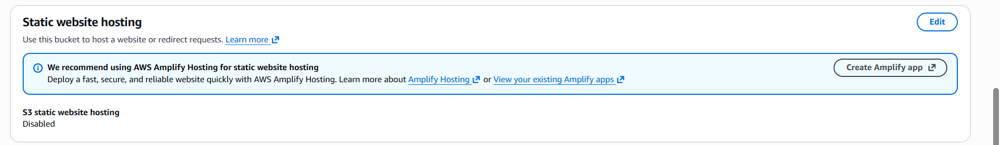 Static website hosting
Edit
Use this bucket to host a website or redirect requests. Learn more
We recommend using AWS Amplify Hosting for static website hosting
Create Amplify app
Deploy a fast, secure, and reliable website quickly with AWS Amplify Hosting. Learn more about Amplify Hosting or View your existing Amplify apps
S3 static website hosting
Disabled